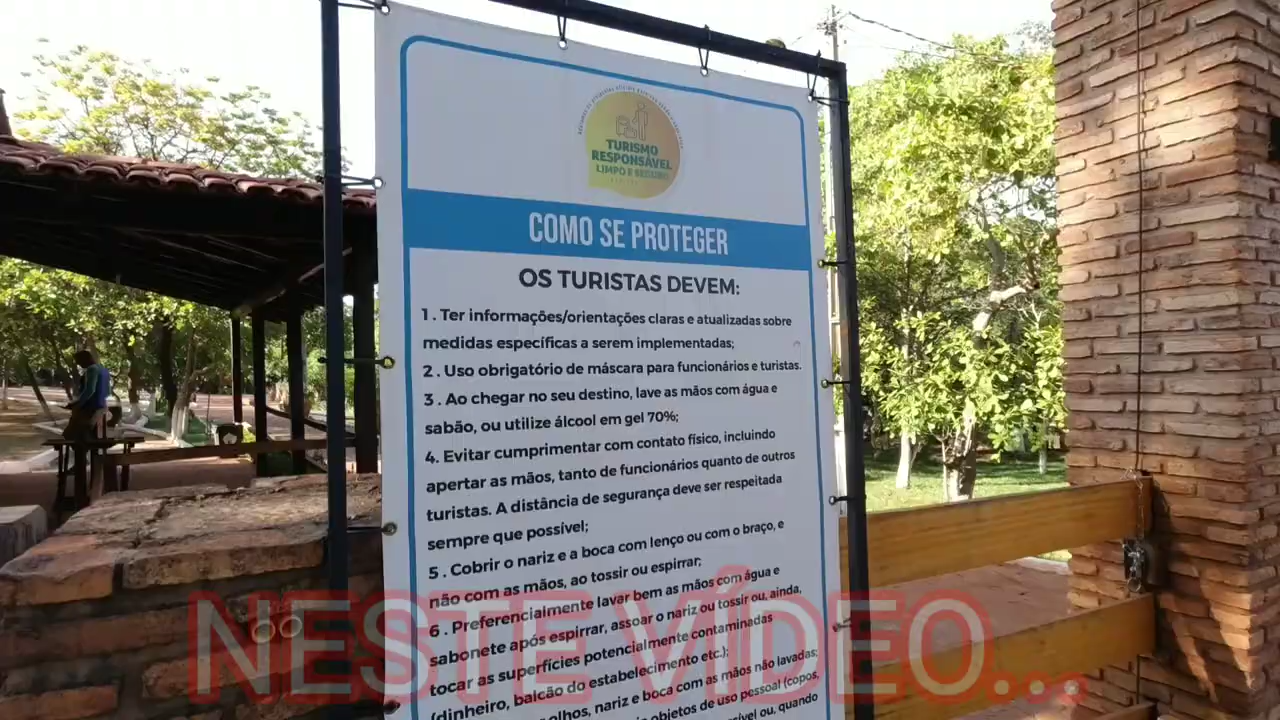 TURISMO
RESPONSÁVEL
LIMPO E SEGURO
COMO SE PROTEGER
OS TURISTAS DEVEM:
1 . Ter informações/orientações claras e atualizadas sobre
medidas específicas a serem implementadas;
2 . Uso obrigatório de máscara para funcionários e turistas.
3 . Ao chegar no seu destino, lave as mãos com água e
sabão, ou utilize álcool em gel 70%;
4. Evitar cumprimentar com contato físico, incluindo
apertar as mãos, tanto de funcionários quanto de outros
turistas. A distância de segurança deve ser respeitada
sempre que possível;
5 . Cobrir o nariz e a boca com lenço ou com o braço, e
não com as mãos, ao tossir ou espirrar;
6 . Preferencialmente lavar bem as mãos com água e
sabonete após espirrar, assoar o nariz ou tossir ou, ainda,
tocar as superfícies potencialmente contaminadas
(dinheiro, balcão do estabelecimento etc.);
olhos, nariz e boca com as mãos não lavadas;
objetos de uso pessoal (copos,
ou, quando
NESTE VÍDEO...